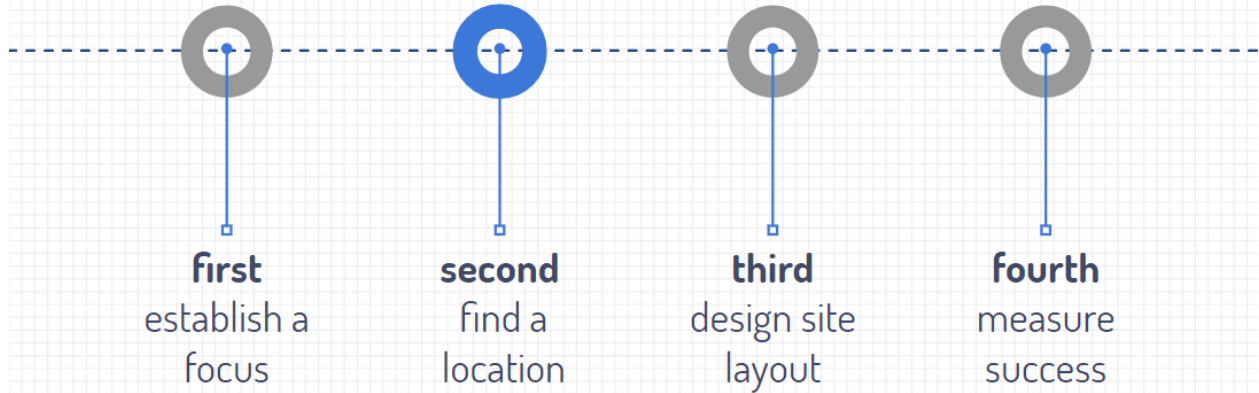 first
establish a
focus
second
find a
location
third
design site
layout
fourth
measure
success